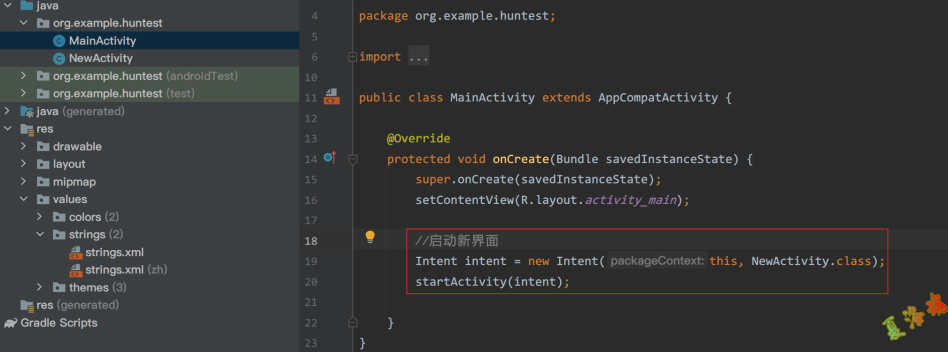 java
org.example.huntest
MainActivity
NewActivity
org.example.huntest (androidTest)
org.example.huntest (test)
java (generated)
res
drawable
layout
mipmap
values
colors (2)
strings (2)
strings.xml
strings.xml (zh)
themes (3)
res (generated)
Gradle Scripts
4 package org.example.huntest;
5
6 import ...
10
11 public class MainActivity extends AppCompatActivity {
12
13 @Override
14 protected void onCreate(Bundle savedInstanceState) {
15 super.onCreate(savedInstanceState);
16 setContentView(R.layout.activity_main);
17
18 //启动新界面
19 Intent intent = new Intent( packageContext: this, NewActivity.class);
20 startActivity(intent);
21
22 }
23 }